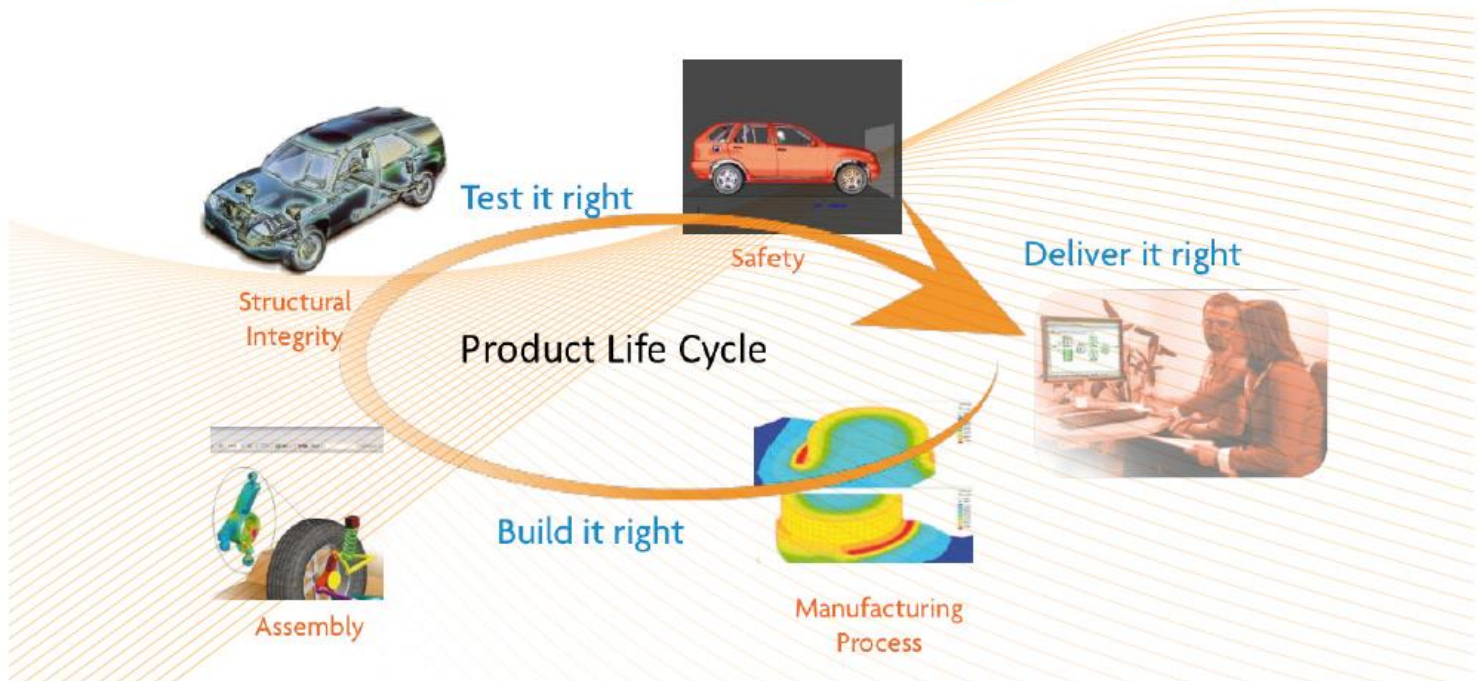 Test it right
Safety
Deliver it right
Structural
Integrity
Product Life Cycle
Build it right
Assembly
Manufacturing
Process